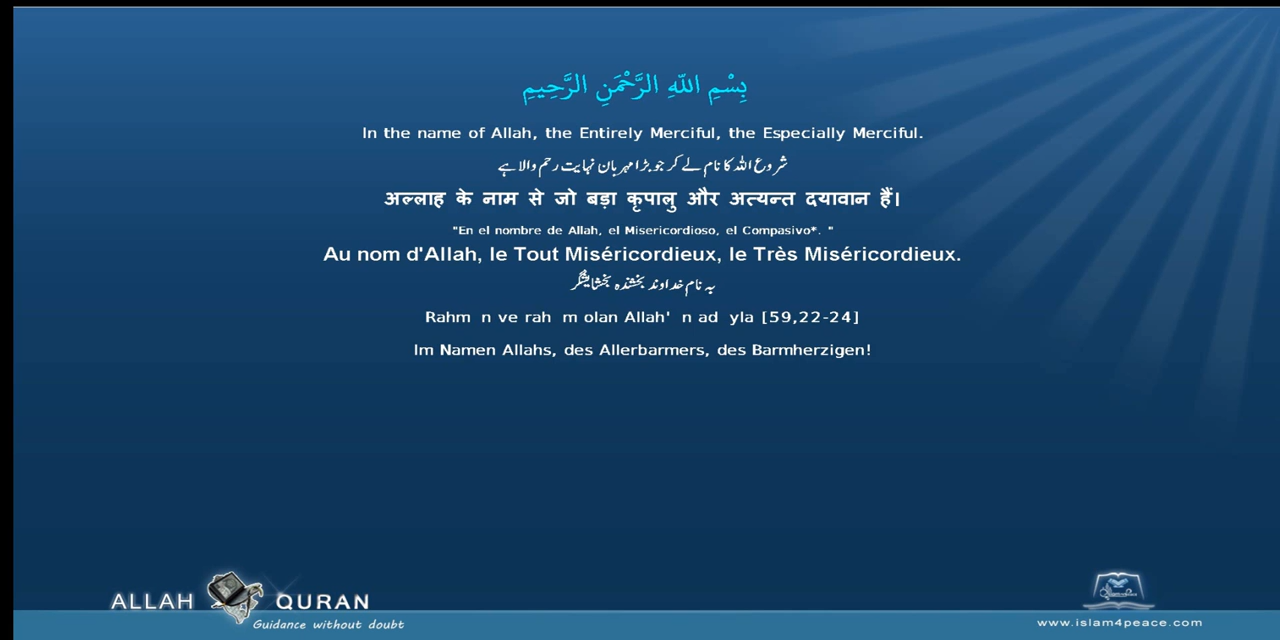 بِسْمِ اللَّهِ الرَّحْمَنِ الرَّحِيمِ
In the name of Allah, the Entirely Merciful, the Especially Merciful.
شروع الله کا نام لے کر جو بڑا مہربان نہایت رحم والا ہے
अल्लाह के नाम से जो बड़ा कृपालु और अत्यन्त दयावान हैं।
"En el nombre de Allah, el Misericordioso, el Compasivo*. "
Au nom d'Allah, le Tout Miséricordieux, le Très Miséricordieux.
به نام خداوند بخشنده بخشایشگر
Rahm n ve rah m olan Allah' n ad yla [59,22-24]
Im Namen Allahs, des Allerbarmers, des Barmherzigen!
ALLAH QURAN
Guidance without doubt
www.islam4peace.com